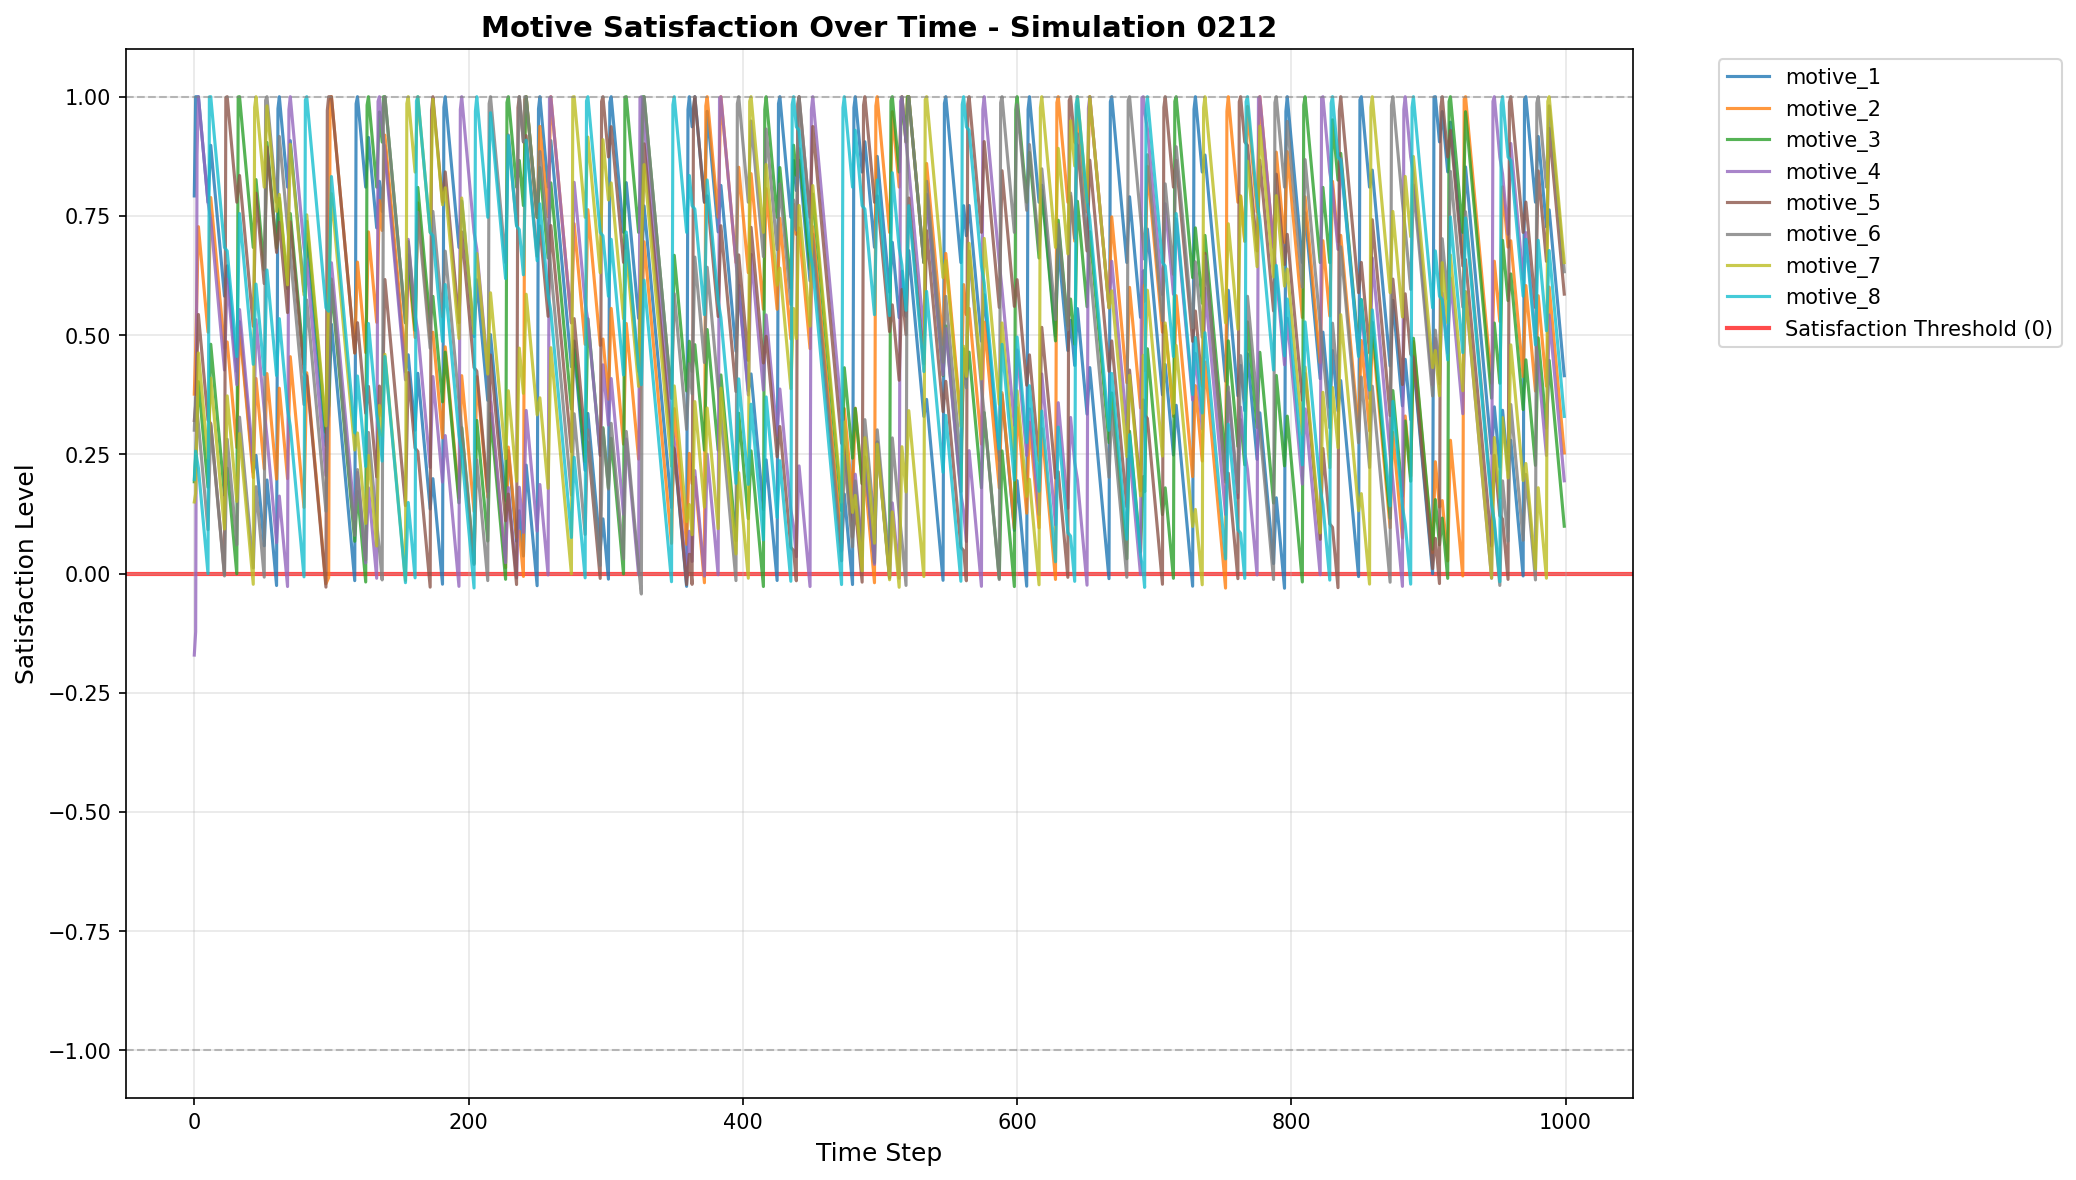 Motive Satisfaction Over Time - Simulation 0212
Satisfaction Level
1.00
0.75
0.50
0.25
0.00
−0.25
−0.50
−0.75
−1.00
0
200
400
600
800
1000
Time Step
motive_1
motive_2
motive_3
motive_4
motive_5
motive_6
motive_7
motive_8
Satisfaction Threshold (0)